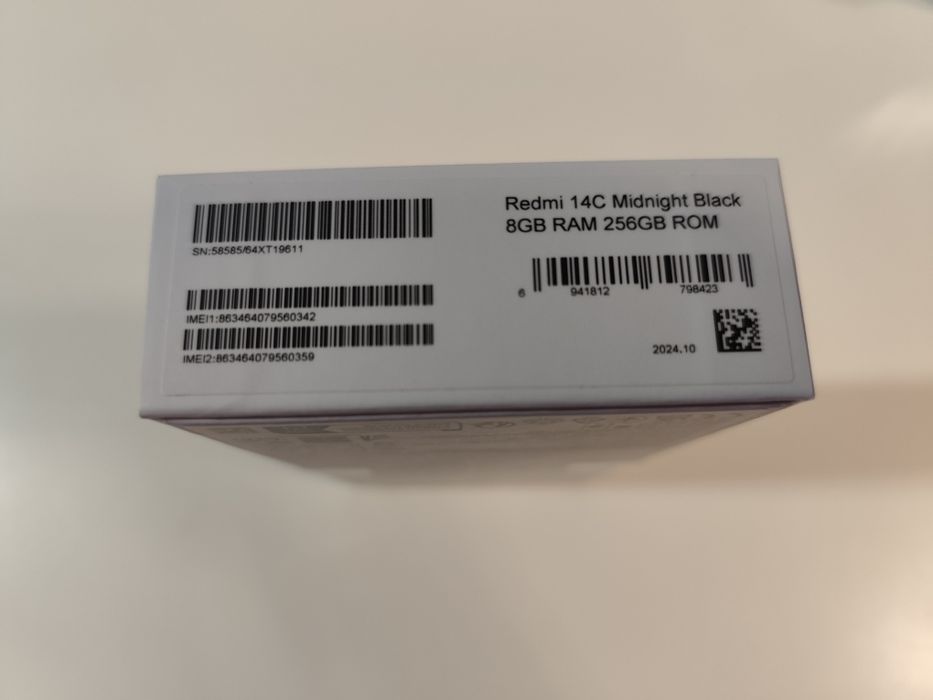 SN:58585/64XT19611
IMEI1:863464079560342
IMEI2:863464079560359
Redmi 14C Midnight Black
8GB RAM 256GB ROM
6 941812 798423
2024.10